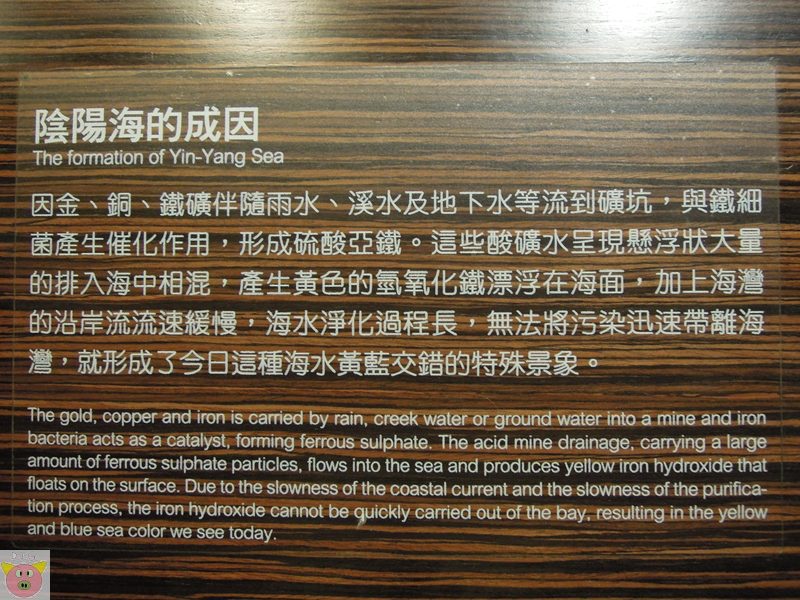 陰陽海的成因
The formation of Yin-Yang Sea
因金、銅、鐵礦伴隨雨水、溪水及地下水等流到礦坑，與鐵細
菌產生催化作用，形成硫酸亞鐵。這些酸礦水呈現懸浮狀大量
的排入海中相混，產生黃色的氫氧化鐵漂浮在海面，加上海灣
的沿岸流流速緩慢，海水淨化過程長，無法將污染迅速帶離海
灣，就形成了今日這種海水黃藍交錯的特殊景象。
The gold, copper and iron is carried by rain, creek water or ground water into a mine and iron
bacteria acts as a catalyst, forming ferrous sulphate. The acid mine drainage, carrying a large
amount of ferrous sulphate particles, flows into the sea and produces yellow iron hydroxide that
floats on the surface. Due to the slowness of the coastal current and the slowness of the purifica-
tion process, the iron hydroxide cannot be quickly carried out of the bay, resulting in the yellow
and blue sea color we see today.